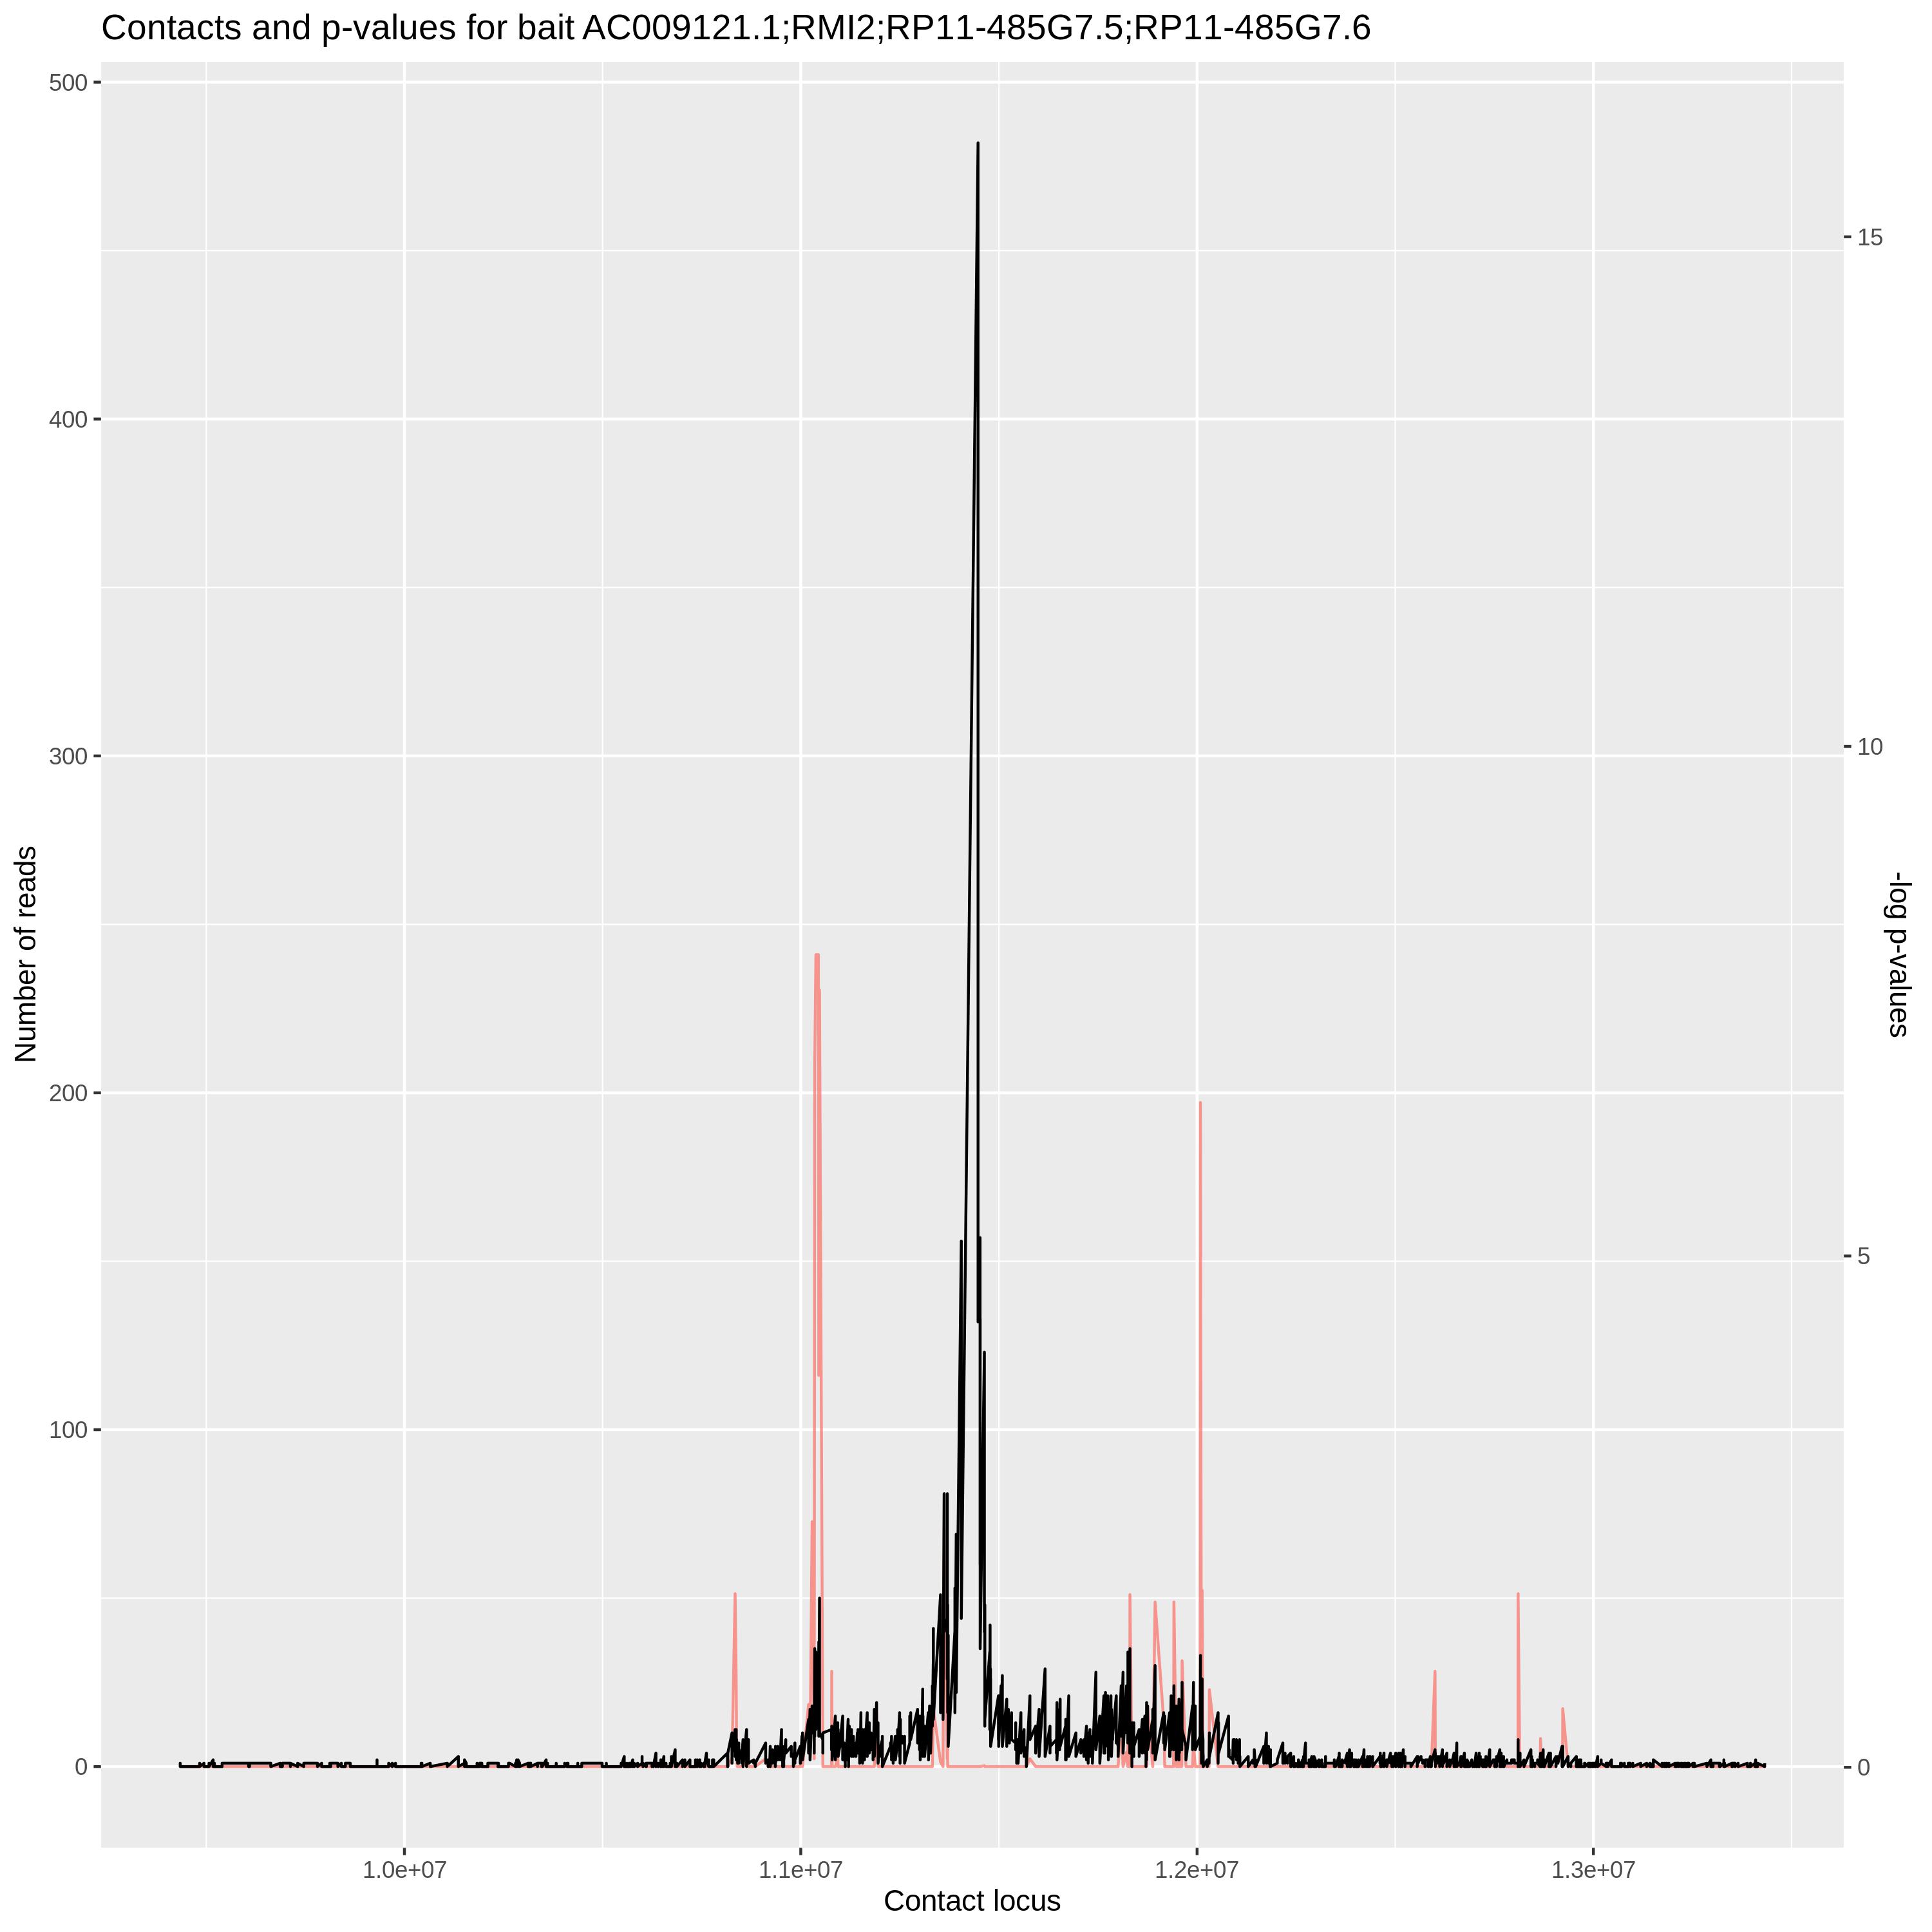 Contacts and p-values for bait AC009121.1;RMI2;RP11-485G7.5;RP11-485G7.6
500
400
300
200
100
0
Number of reads
15
10
5
0
-log p-values
1.0e+07
1.1e+07
1.2e+07
1.3e+07
Contact locus